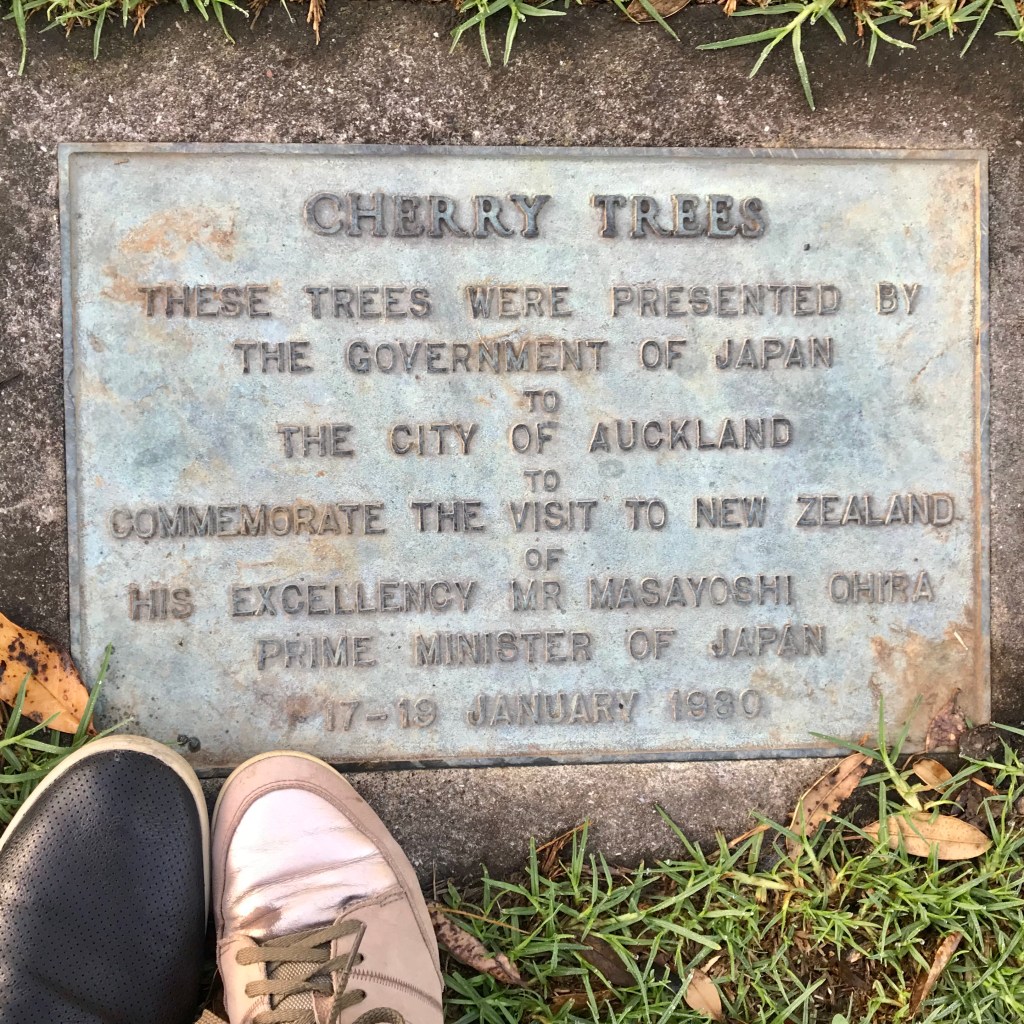 CHERRY TREES
THESE TREES WERE PRESENTED BY
THE GOVERNMENT OF JAPAN
TO
THE CITY OF AUCKLAND
TO
COMMEMORATE THE VISIT TO NEW ZEALAND
OF
HIS EXCELLENCY MR MASAYOSHI OHIRA
PRIME MINISTER OF JAPAN
17-19 JANUARY 1980